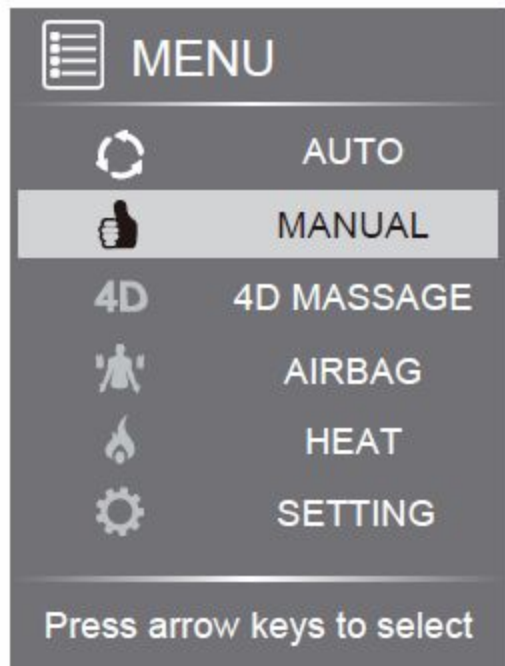 MENU
AUTO
MANUAL
4D 4D MASSAGE
AIRBAG
HEAT
SETTING
Press arrow keys to select